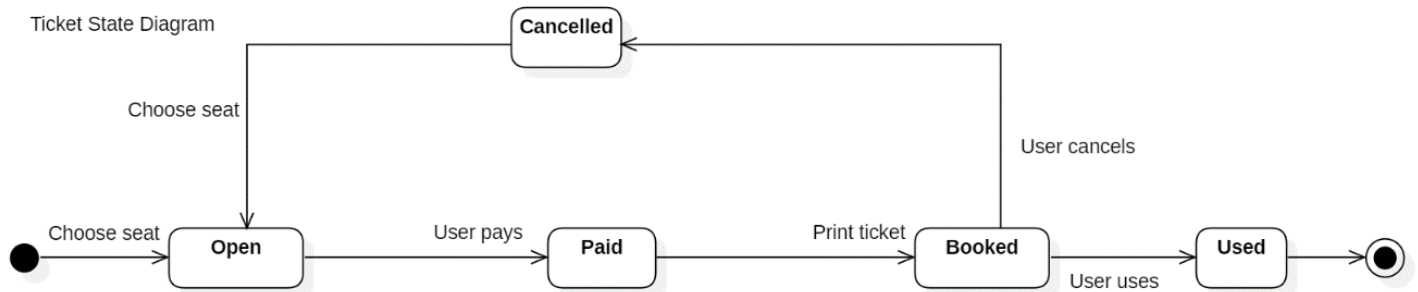 Ticket State Diagram
Cancelled
Choose seat
User cancels
Choose seat
Open
User pays
Paid
Print ticket
Booked
User uses
Used